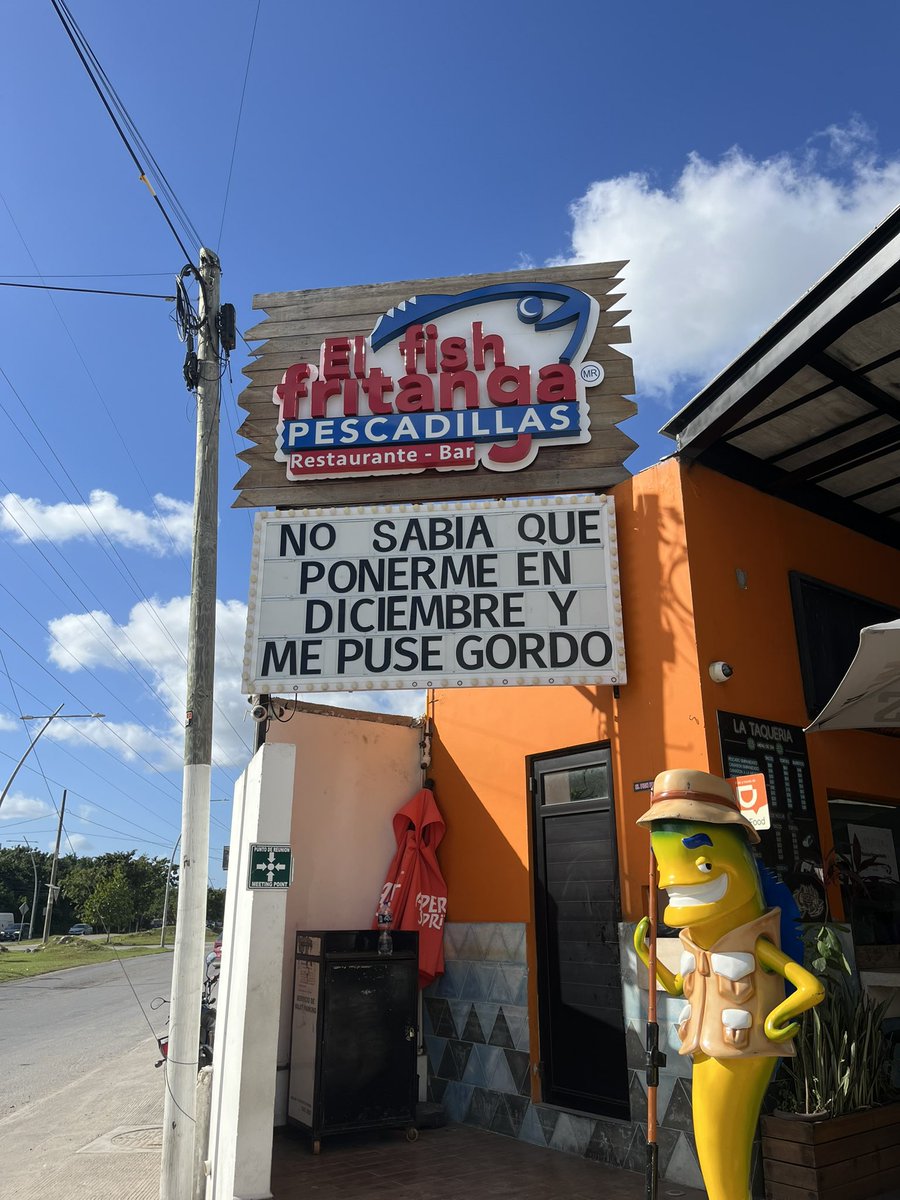 El fish
fritanga
MR
PESCADILLAS
Restaurante - Bar
NO SABIA QUE
PONERME EN
DICIEMBRE Y
ME PUSE GORDO
LA TAQUERIA
PUNTO DE REUNION
MEETING POINT
Food